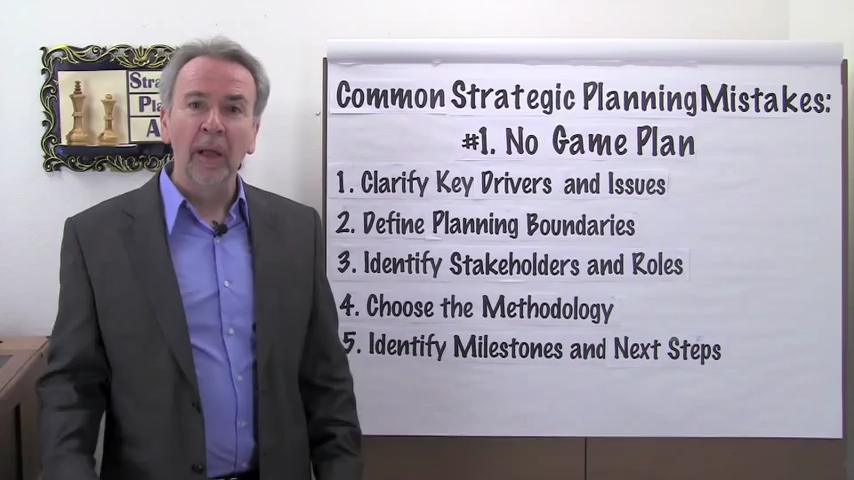 Common Strategic Planning Mistakes:
#1. No Game Plan
1. Clarify Key Drivers and Issues
2. Define Planning Boundaries
3. Identify Stakeholders and Roles
4. Choose the Methodology
5. Identify Milestones and Next Steps